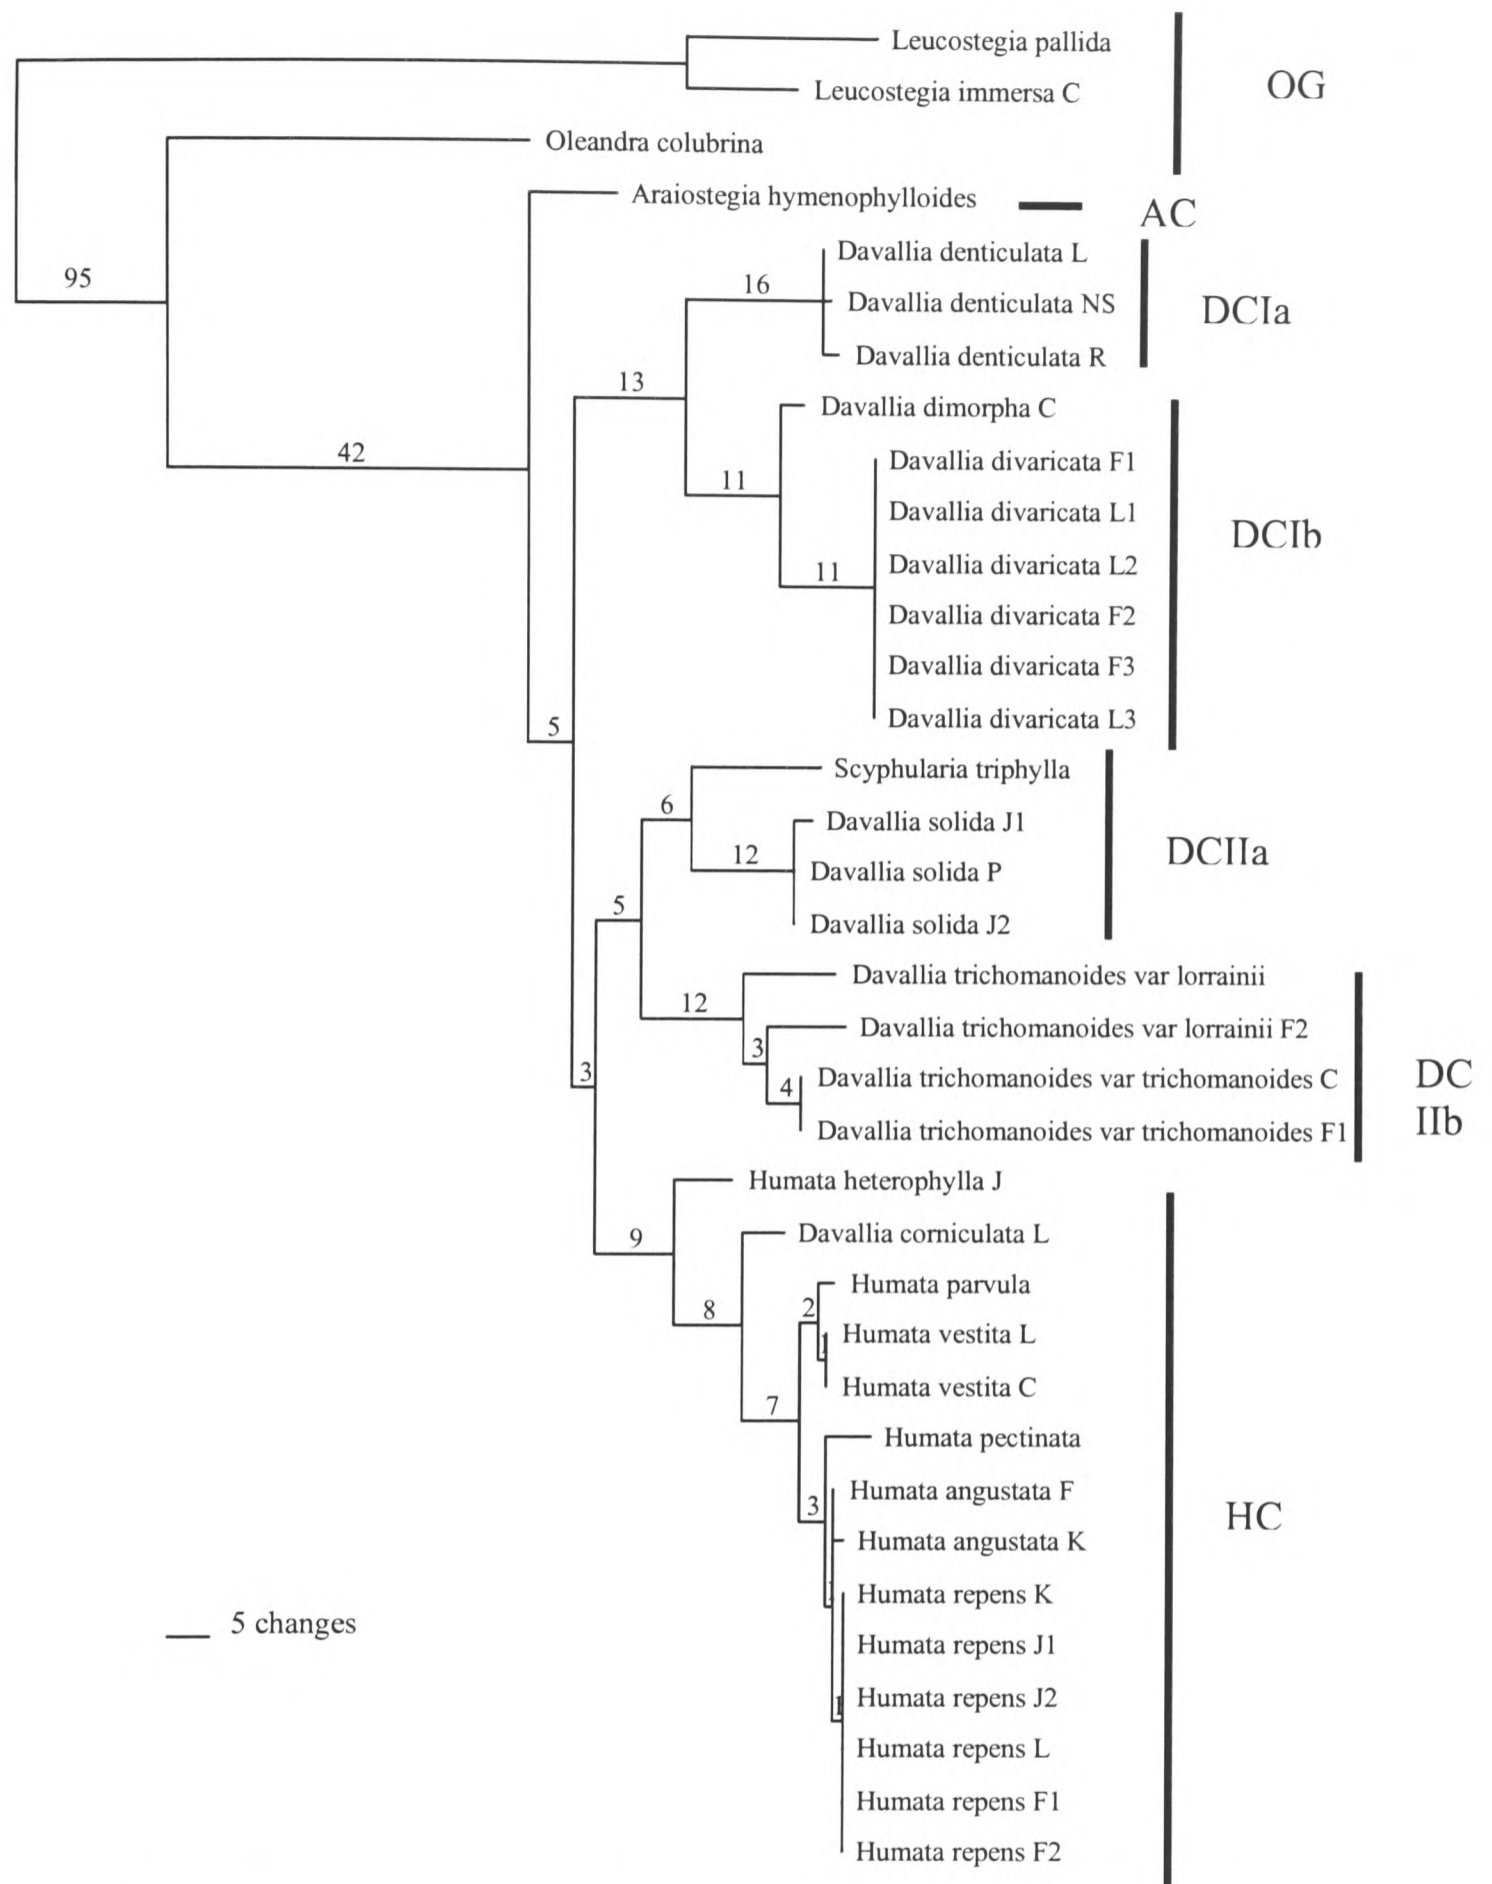 Leucostegia pallida
OG
Leucostegia immersa C
Oleandra colubrina
Araiostegia hymenophylloides
AC
Davallia denticulata L
95
16
Davallia denticulata NS
DCIa
Davallia denticulata R
13
Davallia dimorpha C
42
Davallia divaricata F1
11
Davallia divaricata L1
DCIb
Davallia divaricata L2
11
Davallia divaricata F2
Davallia divaricata F3
Davallia divaricata L3
5
Scyphularia triphylla
6
Davallia solida J1
12
DCIIa
Davallia solida P
5
Davallia solida J2
Davallia trichomanoides var lorrainii
12
Davallia trichomanoides var lorrainii F2
3
3
Davallia trichomanoides var trichomanoides C
4
DC
IIb
Davallia trichomanoides var trichomanoides F1
Humata heterophylla J
9
Davallia corniculata L
Humata parvula
8
2
Humata vestita L
1
Humata vestita C
7
Humata pectinata
Humata angustata F
3
HC
Humata angustata K
Humata repens K
5 changes
Humata repens J1
Humata repens J2
1
Humata repens L
Humata repens F1
Humata repens F2